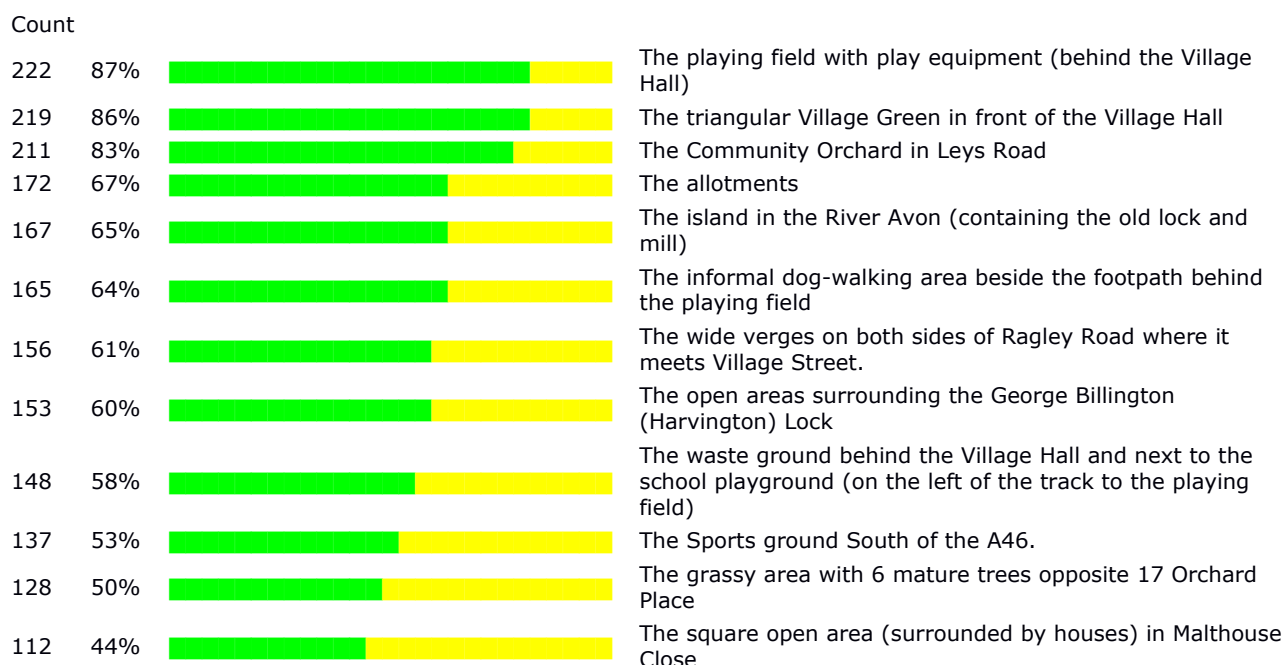 Count
222 87% The playing field with play equipment (behind the Village
Hall)
219 86% The triangular Village Green in front of the Village Hall
211 83% The Community Orchard in Leys Road
172 67% The allotments
167 65% The island in the River Avon (containing the old lock and
mill)
165 64% The informal dog-walking area beside the footpath behind
the playing field
156 61% The wide verges on both sides of Ragley Road where it
meets Village Street.
153 60% The open areas surrounding the George Billington
(Harvington) Lock
148 58% The waste ground behind the Village Hall and next to the
school playground (on the left of the track to the playing
field)
137 53% The Sports ground South of the A46.
128 50% The grassy area with 6 mature trees opposite 17 Orchard
Place
112 44% The square open area (surrounded by houses) in Malthouse
Close